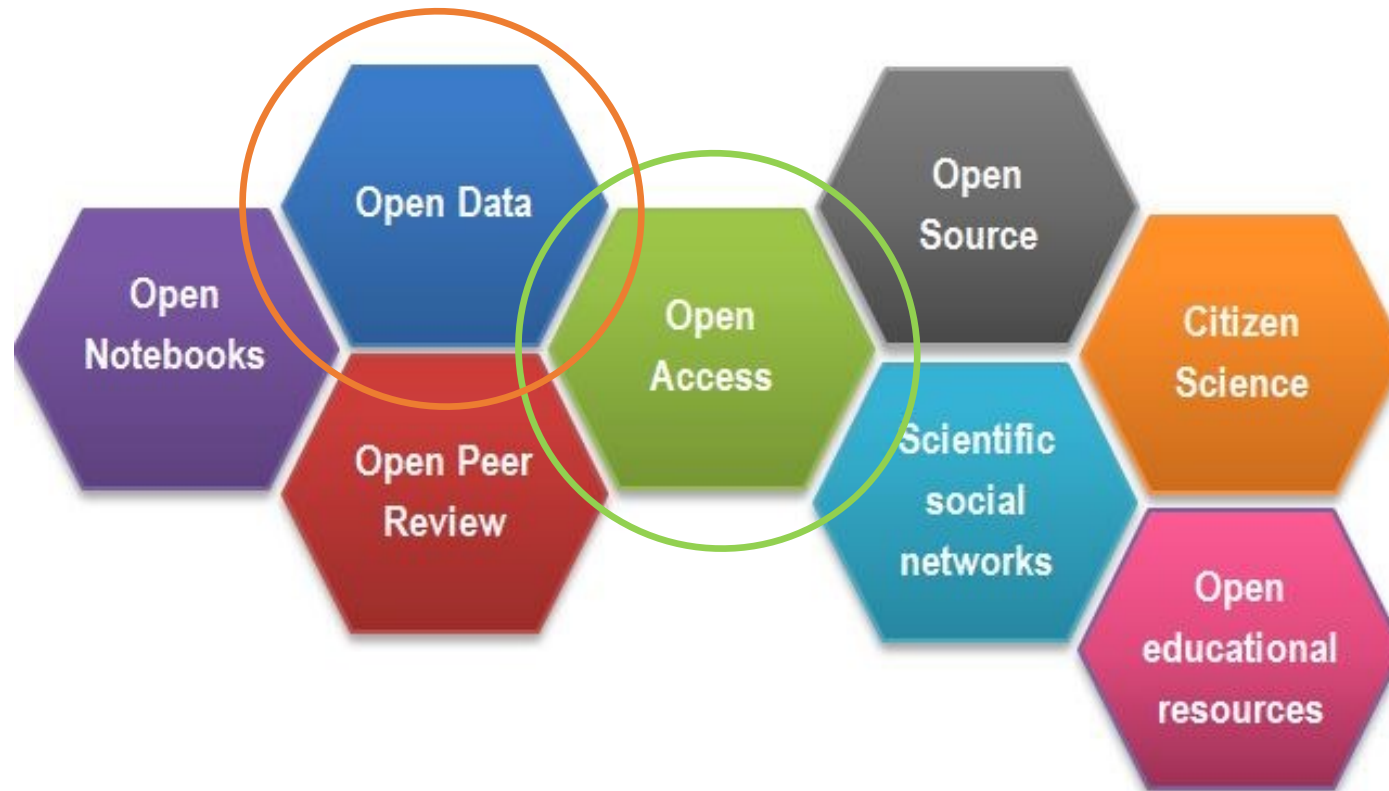 Open Data
Open
Notebooks
Open Peer
Review
Open
Access
Open
Source
Scientific
social
networks
Citizen
Science
Open
educational
resources